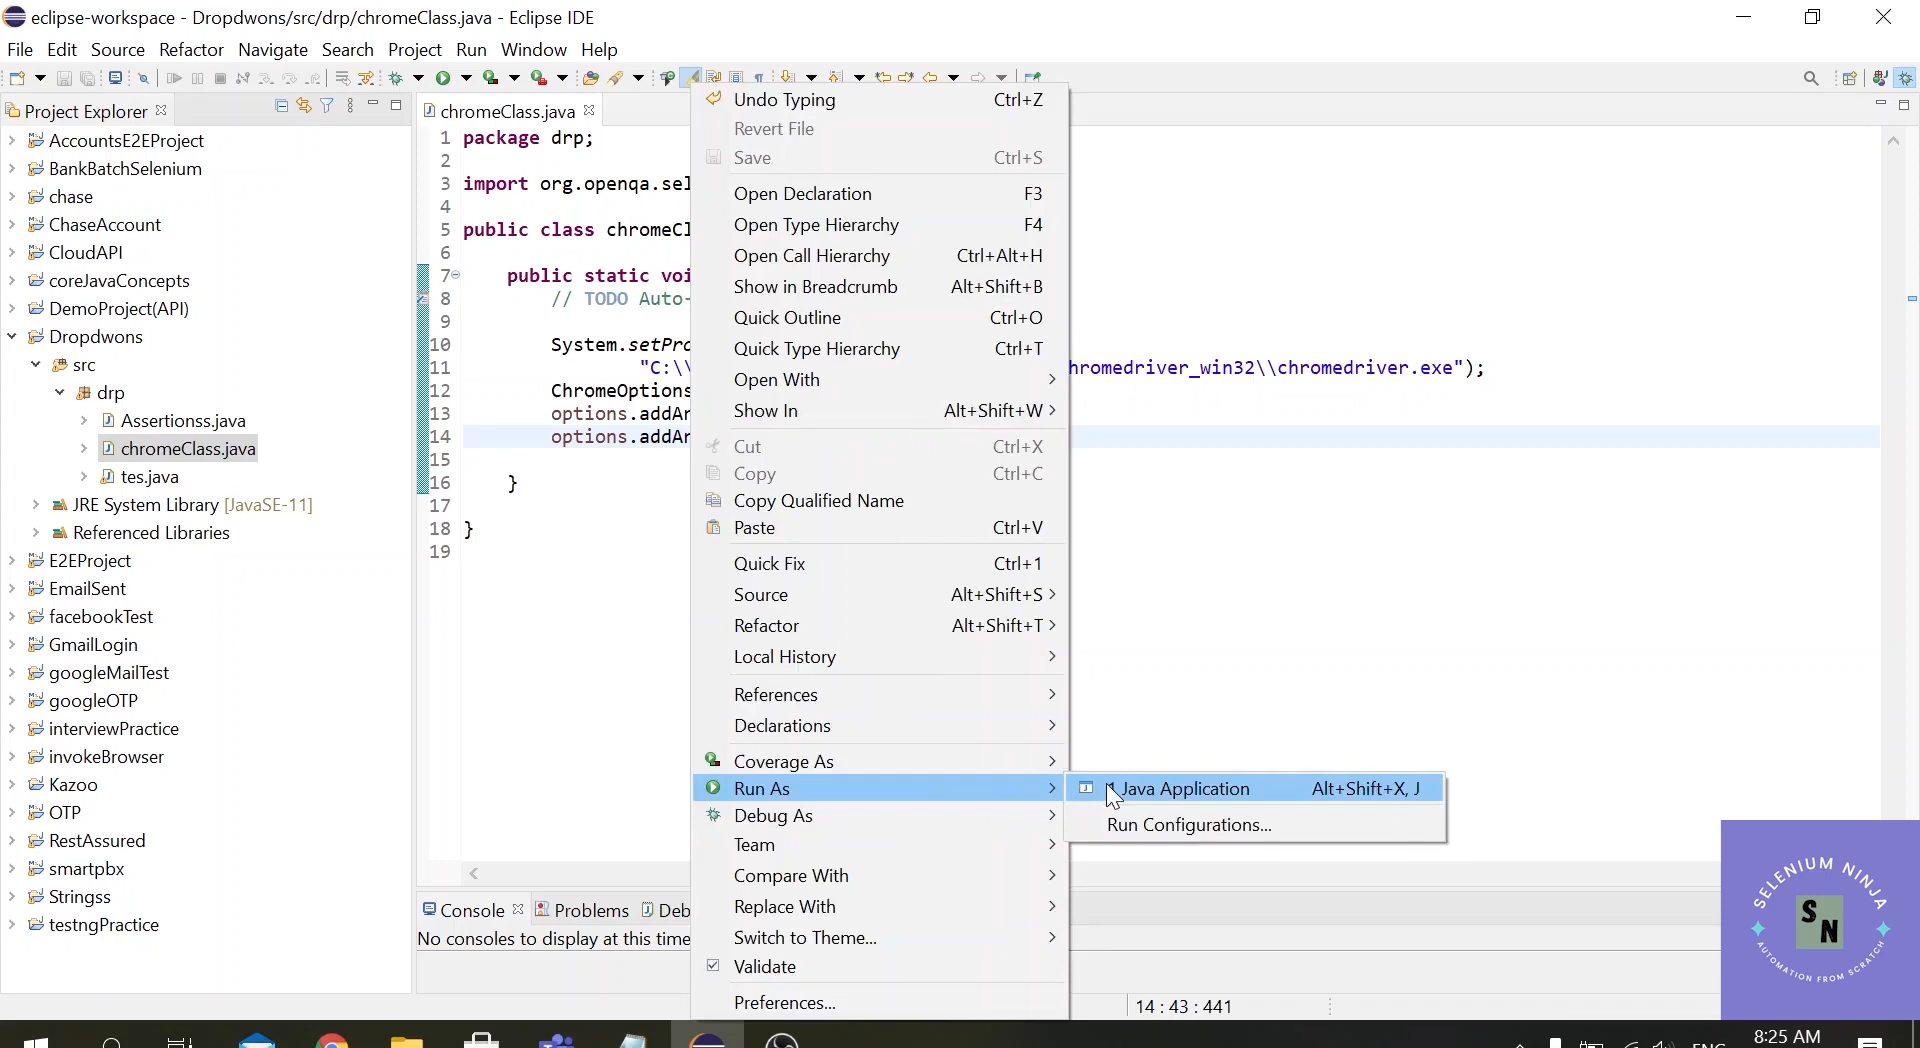 eclipse-workspace - Dropdwons/src/drp/chromeClass.java - Eclipse IDE
File Edit Source Refactor Navigate Search Project Run Window Help
Project Explorer
AccountsE2EProject
BankBatchSelenium
chase
ChaseAccount
CloudAPI
coreJavaConcepts
DemoProject(API)
Dropdwons
src
drp
Assertionss.java
chromeClass.java
tes.java
JRE System Library [JavaSE-11]
Referenced Libraries
E2EProject
EmailSent
facebookTest
GmailLogin
googleMailTest
googleOTP
interviewPractice
invokeBrowser
Kazoo
OTP
RestAssured
smartpbx
Stringss
testngPractice
chromeClass.java
1 package drp;
2
3 import org.openqa.sel
4
5 public class chromeCl
6
7 public static voi
8 // TODO Auto-
9
10 System.setPro
11 "C:\\ hromedriver_win32\\chromedriver.exe");
12 ChromeOptions
13 options.addAr
14 options.addAr
15
16 }
17
18 }
19
Undo Typing Ctrl+Z
Revert File
Save Ctrl+S
Open Declaration F3
Open Type Hierarchy F4
Open Call Hierarchy Ctrl+Alt+H
Show in Breadcrumb Alt+Shift+B
Quick Outline Ctrl+O
Quick Type Hierarchy Ctrl+T
Open With
Show In Alt+Shift+W
Cut Ctrl+X
Copy Ctrl+C
Copy Qualified Name
Paste Ctrl+V
Quick Fix Ctrl+1
Source Alt+Shift+S
Refactor Alt+Shift+T
Local History
References
Declarations
Coverage As
Run As
Debug As
Team
Compare With
Replace With
Switch to Theme...
Validate
Preferences...
1 Java Application Alt+Shift+X, J
Run Configurations...
Console Problems Deb
No consoles to display at this time
14 : 43 : 441
SELENIUM NINJA
SN
AUTOMATION FROM SCRATCH
ENG
8:25 AM